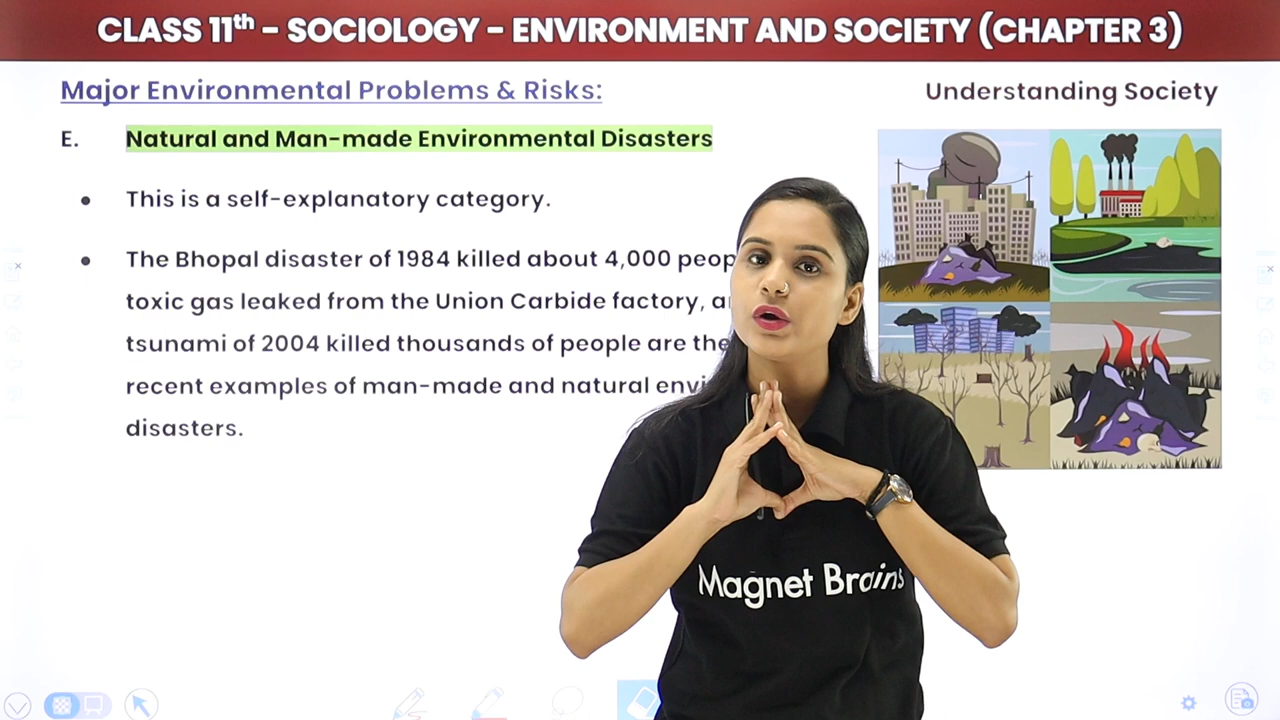 CLASS 11th - SOCIOLOGY - ENVIRONMENT AND SOCIETY (CHAPTER 3)
Major Environmental Problems & Risks:
Understanding Society
E. Natural and Man-made Environmental Disasters
• This is a self-explanatory category.
• The Bhopal disaster of 1984 killed about 4,000
toxic gas leaked from the Union Carbide factory,
tsunami of 2004 killed thousands of people are
recent examples of man-made and natural
disasters.
Magnet Brains